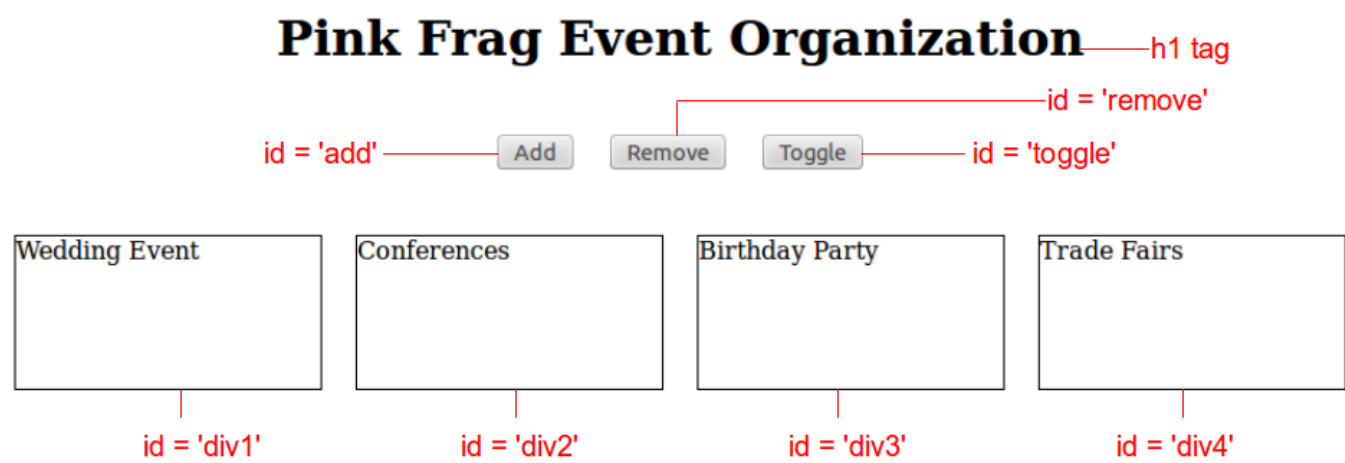 Pink Frag Event Organization
h1 tag
id = 'remove'
id = 'add'
Add
Remove
Toggle
id = 'toggle'
Wedding Event
Conferences
Birthday Party
Trade Fairs
id = 'div1'
id = 'div2'
id = 'div3'
id = 'div4'